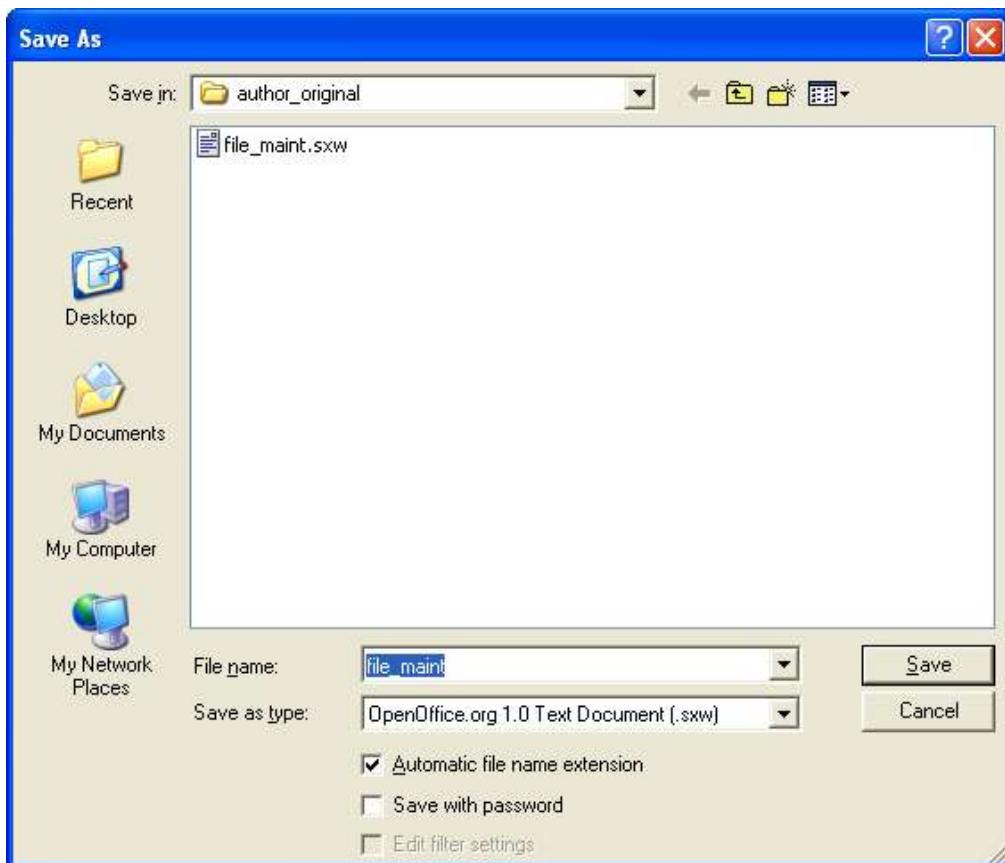 Save As
Save in: author_original
file_maint.sxw
Recent
Desktop
My Documents
My Computer
My Network
Places
File name: file_maint Save
Save as type: OpenOffice.org 1.0 Text Document (.sxw) Cancel
Automatic file name extension
Save with password
Edit filter settings